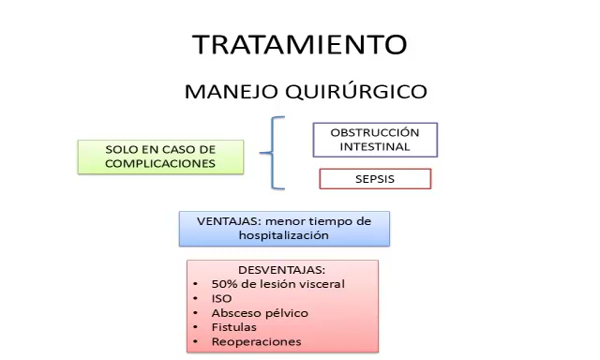 TRATAMIENTO
MANEJO QUIRÚRGICO
SOLO EN CASO DE
COMPLICACIONES
OBSTRUCCIÓN
INTESTINAL
SEPSIS
VENTAJAS: menor tiempo de
hospitalización
DESVENTAJAS:
• 50% de lesión visceral
• ISO
• Absceso pélvico
• Fistulas
• Reoperaciones